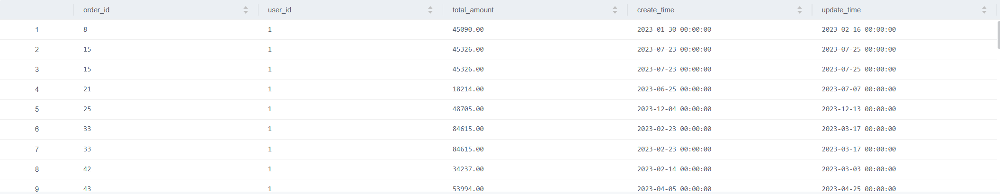 order_id user_id total_amount create_time update_time
1 8 1 45090.00 2023-01-30 00:00:00 2023-02-16 00:00:00
2 15 1 45326.00 2023-07-23 00:00:00 2023-07-25 00:00:00
3 15 1 45326.00 2023-07-23 00:00:00 2023-07-25 00:00:00
4 21 1 18214.00 2023-06-25 00:00:00 2023-07-07 00:00:00
5 25 1 48705.00 2023-12-04 00:00:00 2023-12-13 00:00:00
6 33 1 84615.00 2023-02-23 00:00:00 2023-03-17 00:00:00
7 33 1 84615.00 2023-02-23 00:00:00 2023-03-17 00:00:00
8 42 1 34237.00 2023-02-14 00:00:00 2023-03-03 00:00:00
9 43 1 53994.00 2023-04-05 00:00:00 2023-04-25 00:00:00